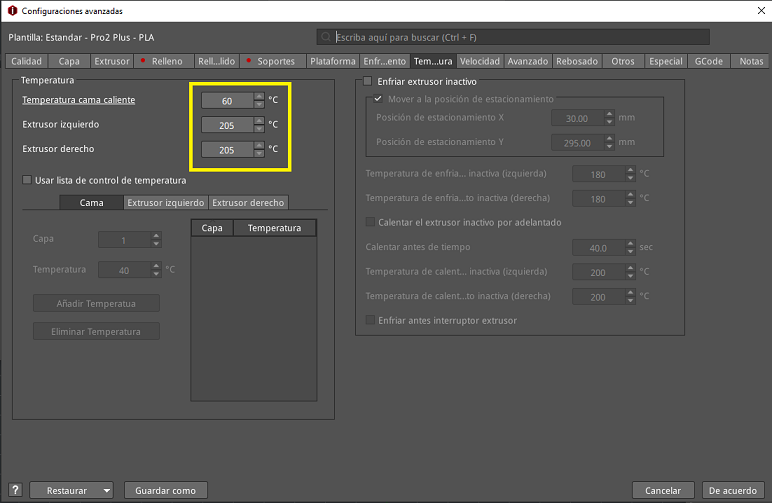 Configuraciones avanzadas
Plantilla: Estandar - Pro2 Plus - PLA
Escriba aquí para buscar (Ctrl + F)
Calidad Capa Extrusor Relleno Rell...lido Soportes Plataforma Enfr...ento Tem...ura Velocidad Avanzado Rebosado Otros Especial GCode Notas
Temperatura
Temperatura cama caliente 60 °C
Extrusor izquierdo 205 °C
Extrusor derecho 205 °C
Usar lista de control de temperatura
Cama Extrusor izquierdo Extrusor derecho
Capa 1
Temperatura 40 °C
Añadir Temperatua
Eliminar Temperatura
Capa Temperatura
Enfriar extrusor inactivo
Mover a la posición de estacionamiento
Posición de estacionamiento X 30.00 mm
Posición de estacionamiento Y 295.00 mm
Temperatura de enfria... inactiva (izquierda) 180 °C
Temperatura de enfria...to inactiva (derecha) 180 °C
Calentar el extrusor inactivo por adelantado
Calentar antes de tiempo 40.0 sec
Temperatura de calent... inactiva (izquierda) 200 °C
Temperatura de calent...to inactiva (derecha) 200 °C
Enfriar antes interruptor extrusor
? Restaurar Guardar como Cancelar De acuerdo